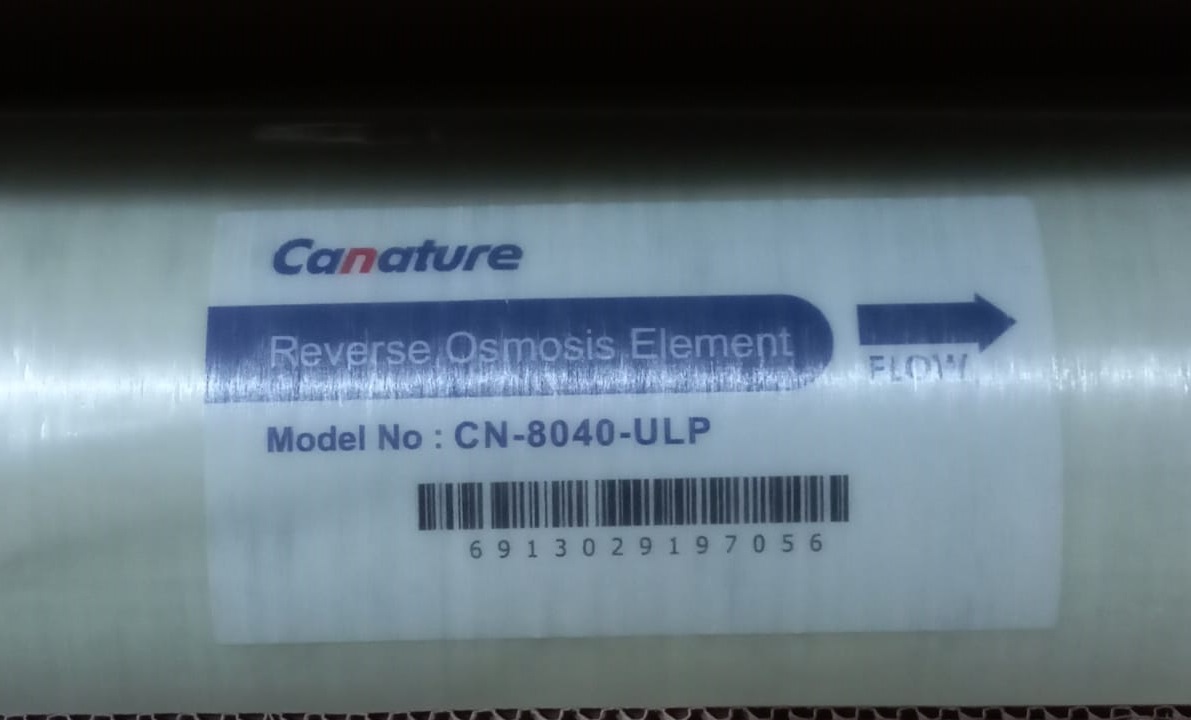 Canature
Reverse Osmosis Element
FLOW
Model No : CN-8040-ULP
6913029197056